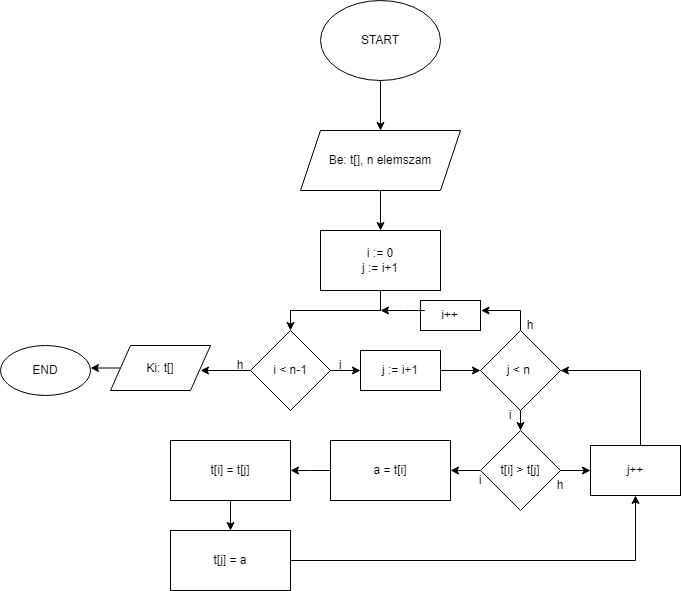 START
Be: t[], n elemszam
i := 0
j := i+1
i++
h
END
Ki: t[]
h
i < n-1
i
j := i+1
j < n
i
t[i] = t[j]
a = t[i]
i
t[i] > t[j]
h
j++
t[j] = a